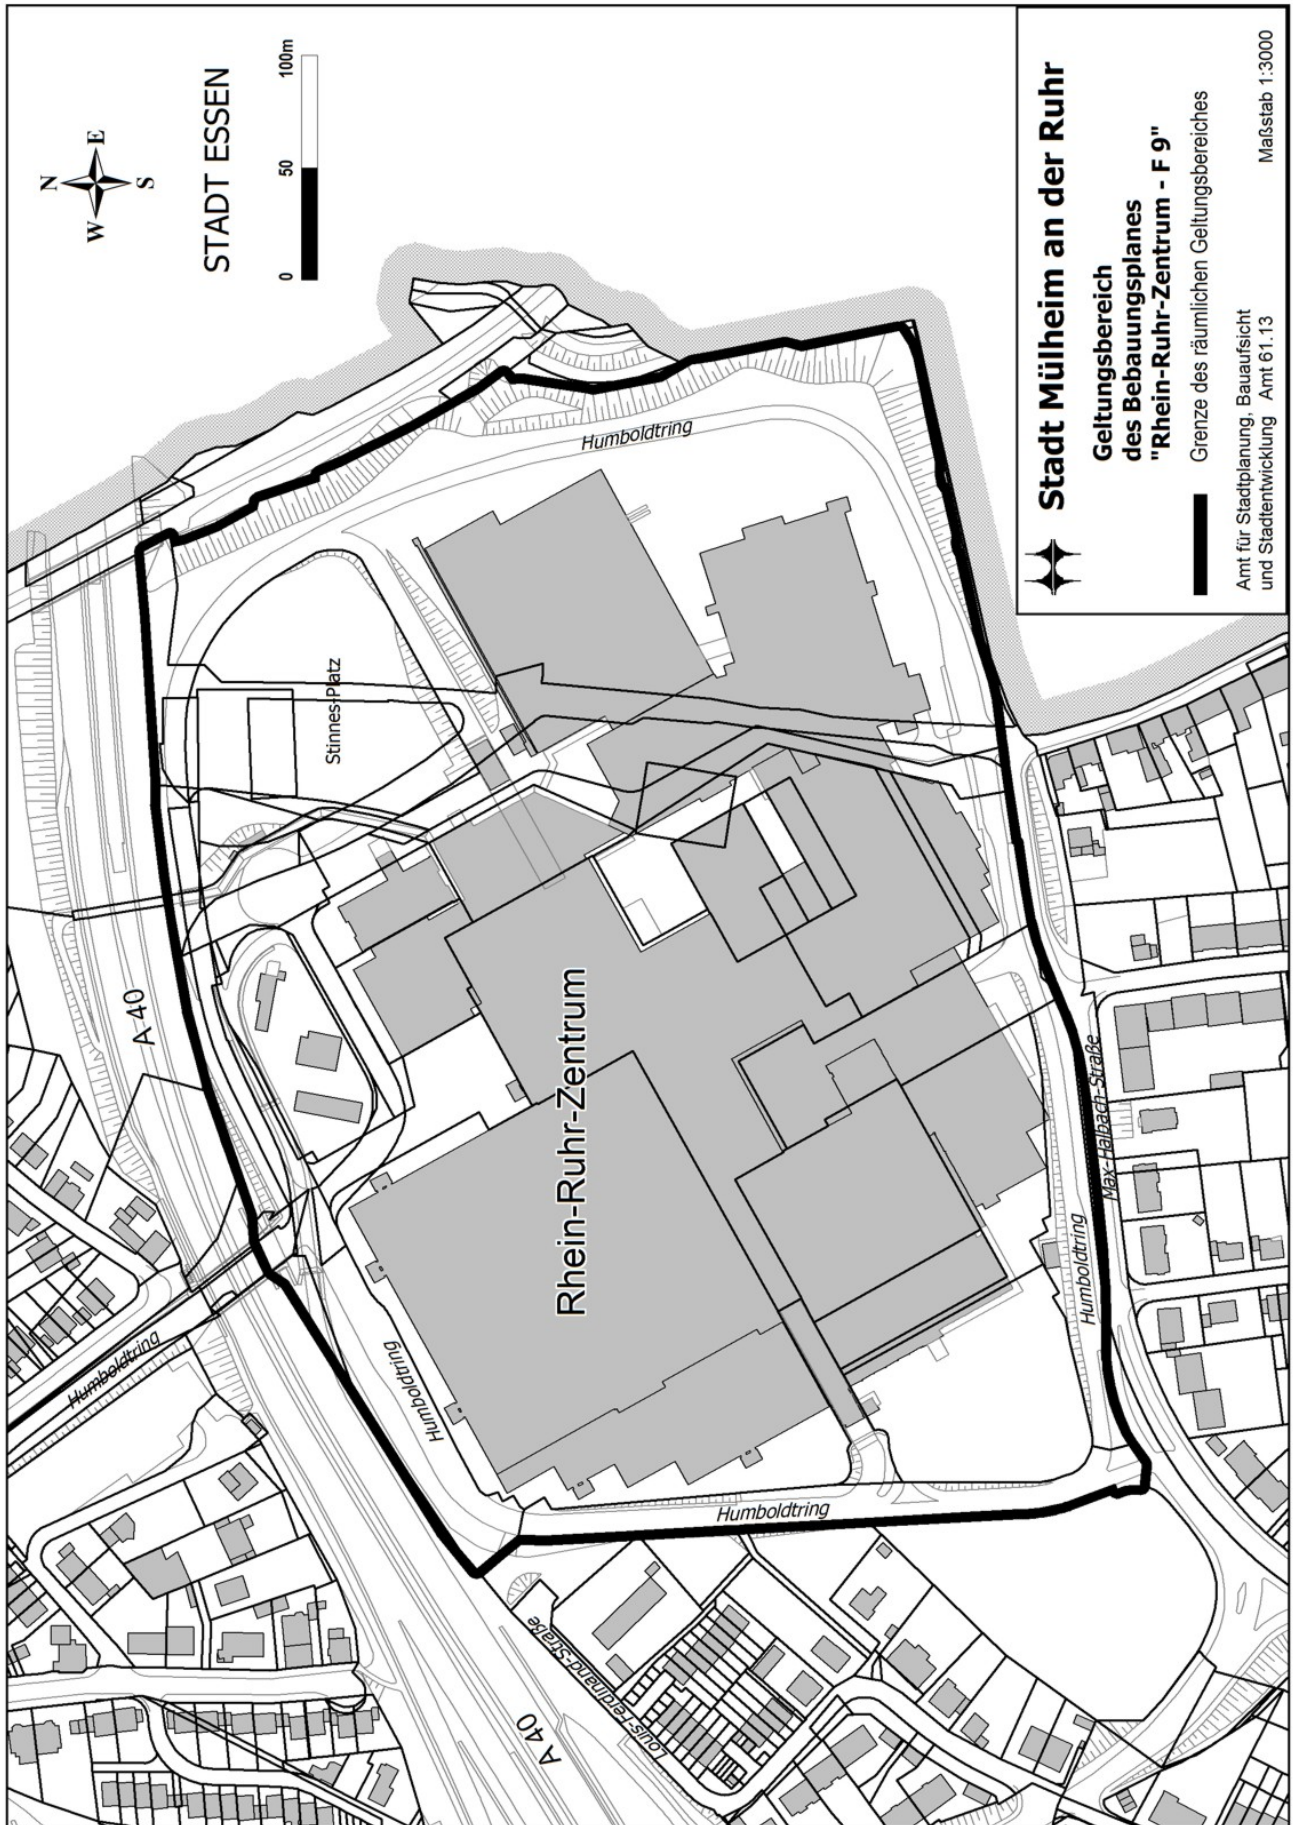 N
W E
S
STADT ESSEN
0 50 100m
Humboldtring
Stinnes-Platz
A 40
Rhein-Ruhr-Zentrum
Humboldtring
Humboldtring
Max-Halbach-Straße
Humboldtring
Humboldtring
Louis-Ferdinand-Straße
A 40
Stadt Mülheim an der Ruhr
Geltungsbereich
des Bebauungsplanes
"Rhein-Ruhr-Zentrum - F 9"
Grenze des räumlichen Geltungsbereiches
Amt für Stadtplanung, Bauaufsicht
und Stadtentwicklung Amt 61.13
Maßstab 1:3000